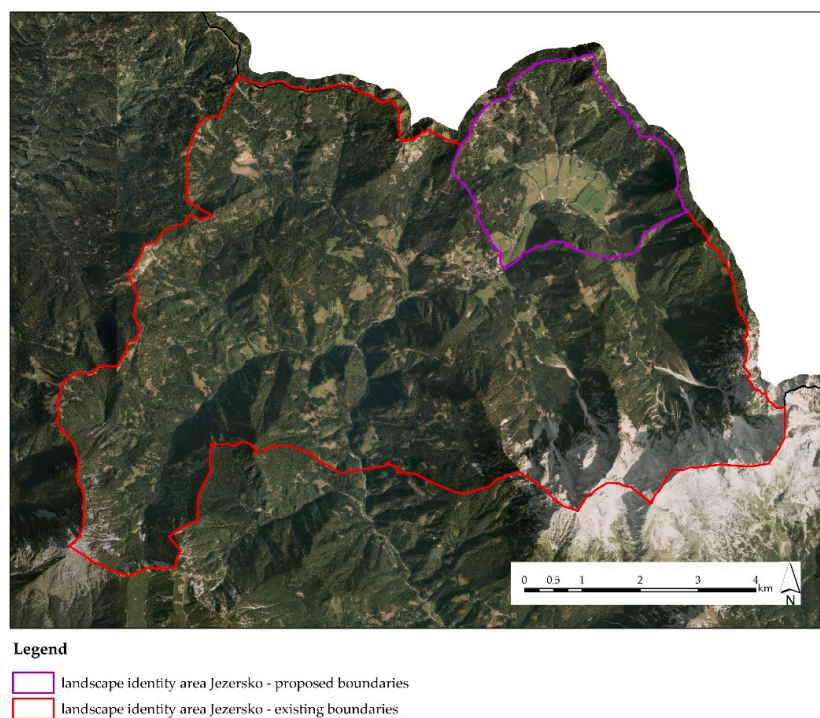 0 0.5 1 2 3 4
km
N
Legend
landscape identity area Jezersko - proposed boundaries
landscape identity area Jezersko - existing boundaries